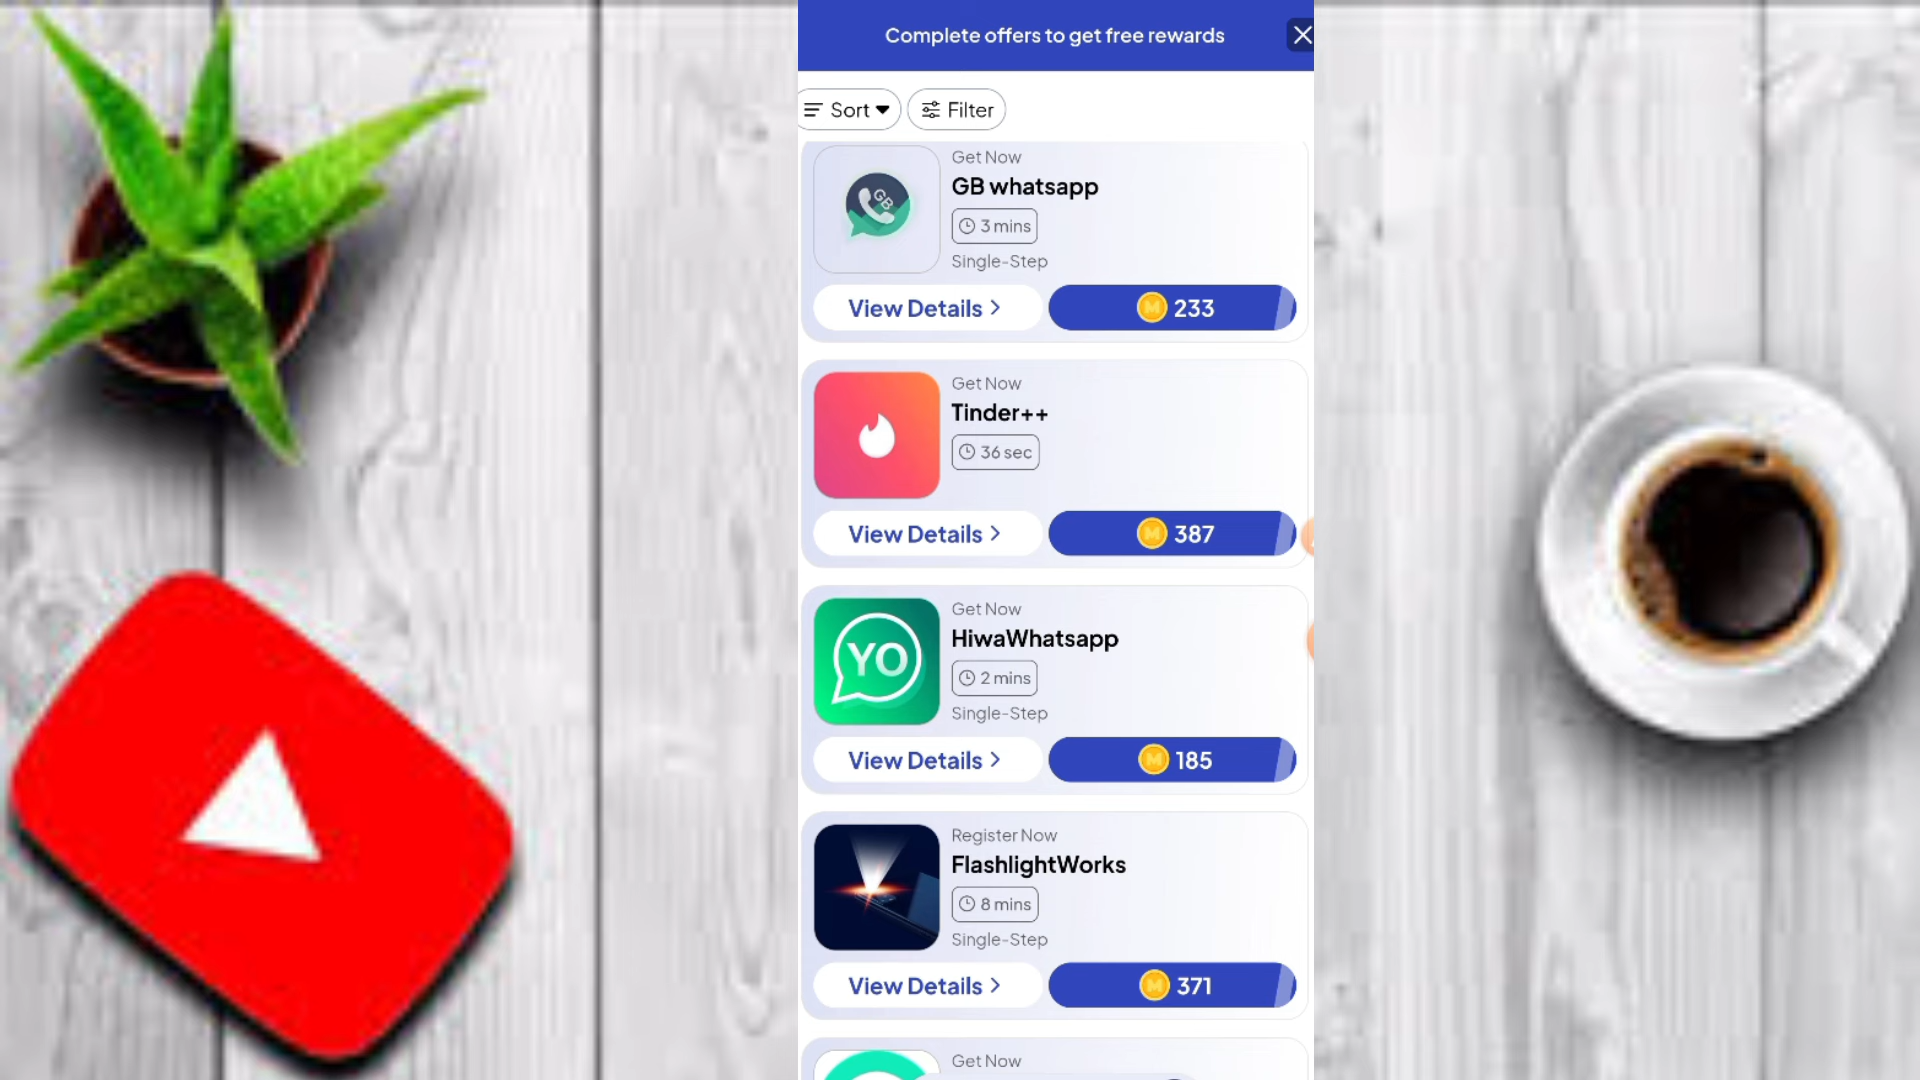 Complete offers to get free rewards
Sort
Filter
Get Now
GB whatsapp
GB
3 mins
Single-Step
View Details
M 233
Get Now
Tinder++
36 sec
View Details
M 387
Get Now
HiwaWhatsapp
YO
2 mins
Single-Step
View Details
M 185
Register Now
FlashlightWorks
8 mins
Single-Step
View Details
M 371
Get Now